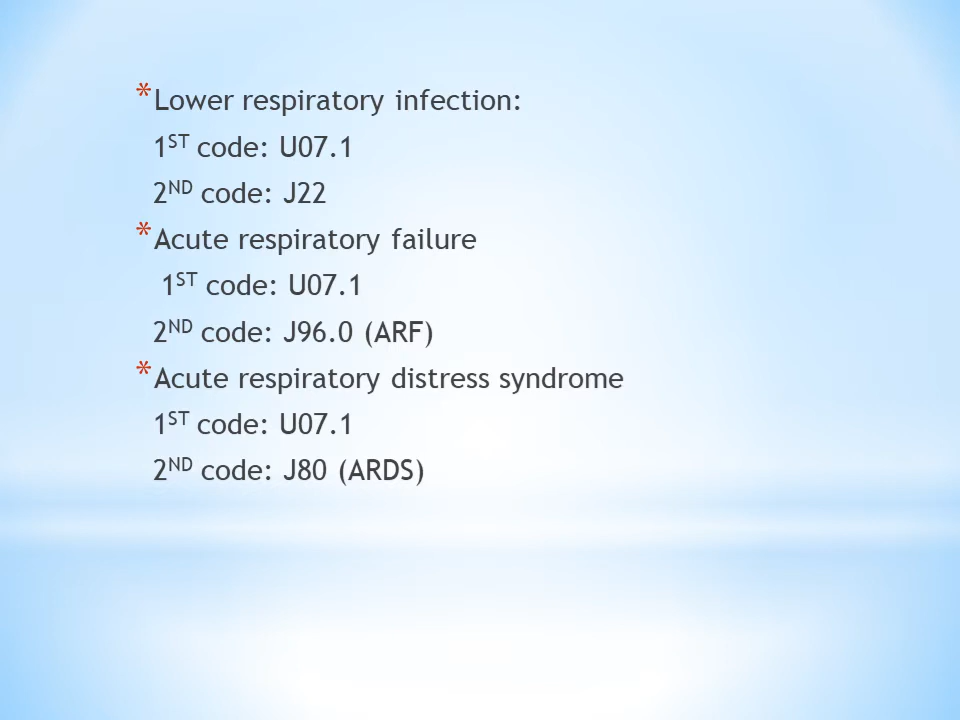 * Lower respiratory infection:
1ST code: U07.1
2ND code: J22
* Acute respiratory failure
1ST code: U07.1
2ND code: J96.0 (ARF)
* Acute respiratory distress syndrome
1ST code: U07.1
2ND code: J80 (ARDS)